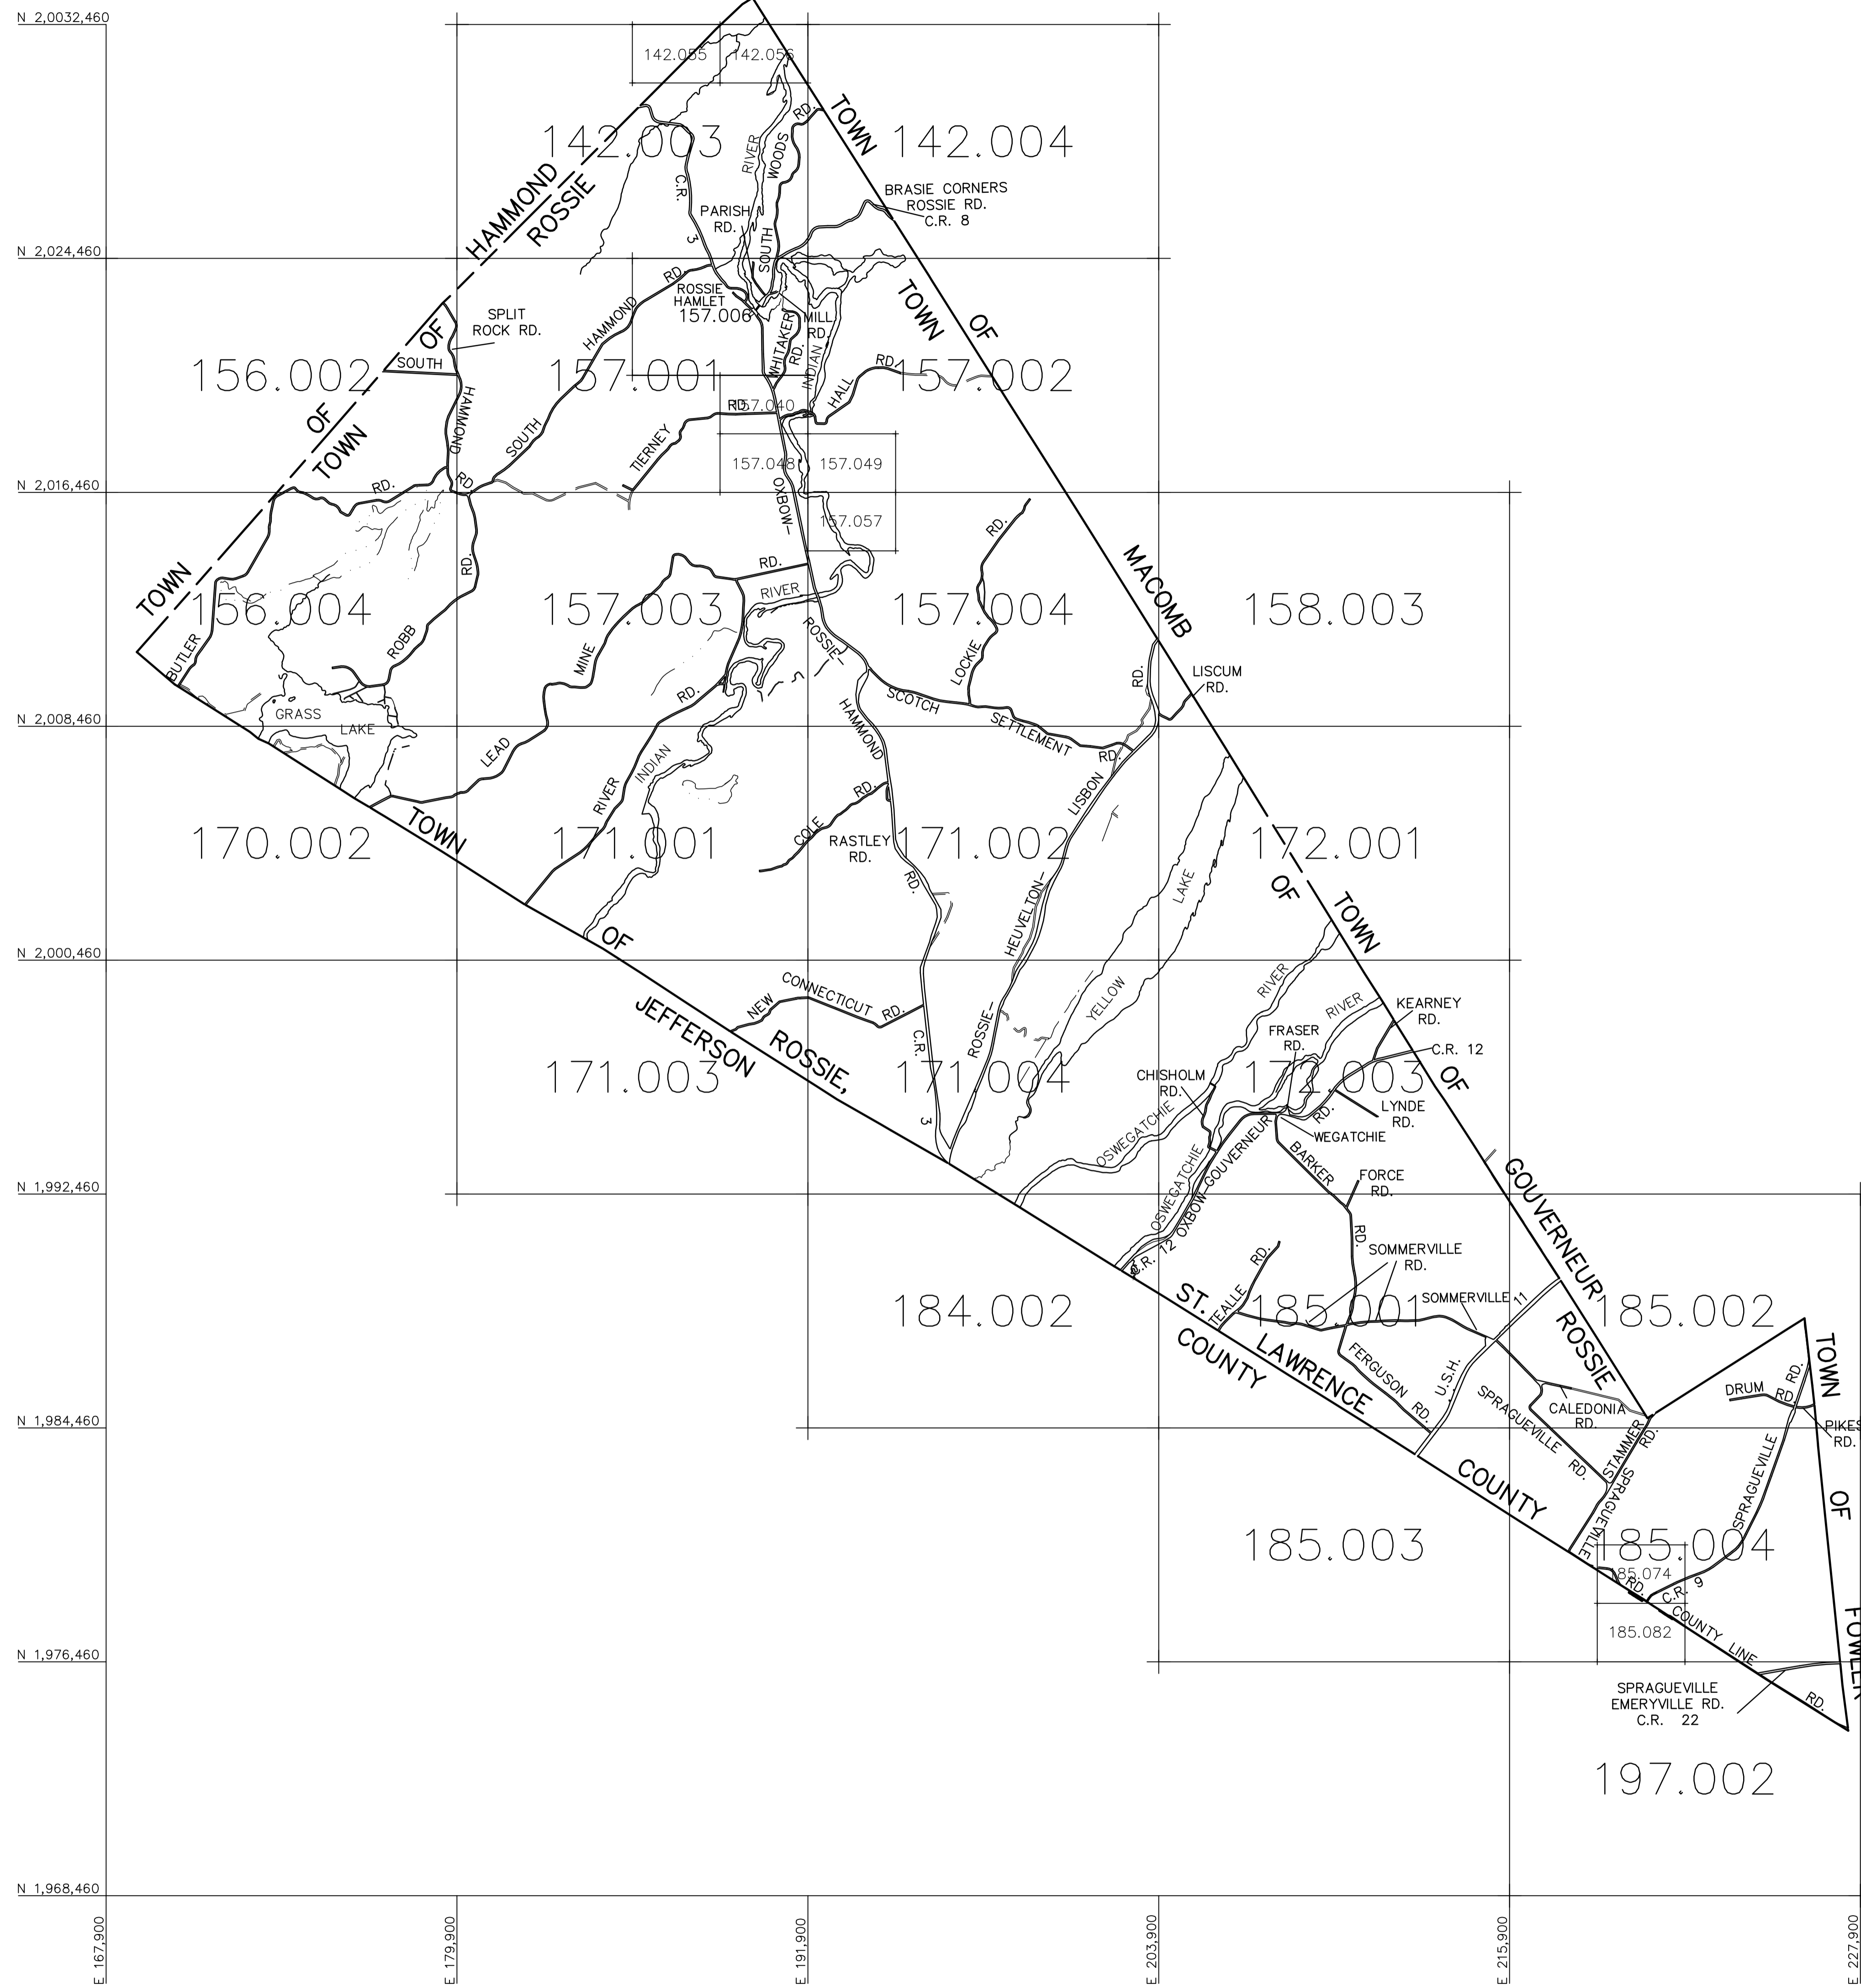 N 2,0032,460
142.055
142.056
142.003
142.004
TOWN
OF
HAMMOND
ROSSIE
TOWN
OF
MACOMB
C.R.
3
RIVER
SOUTH
WOODS
RD.
PARISH
RD.
BRASIE CORNERS
ROSSIE RD.
C.R. 8
N 2,024,460
SPLIT
ROCK RD.
ROSSIE
HAMLET
157.006
MILL
RD.
WHITAKER
RD.
INDIAN
HALL
RD.
TOWN
SOUTH
HAMMOND
RD.
SOUTH
HAMMOND
RD.
156.002
157.001
157.002
OF
TOWN
157.040
TIERNEY
RD.
157.048
157.049
157.057
OXBOW-
N 2,016,460
RD.
ROBB
RD.
BUTLER
156.004
157.003
157.004
158.003
LEAD
MINE
RD.
RIVER
ROSSIE-
HAMMOND
RD.
LOCKIE
RD.
LISCUM
RD.
RD.
GRASS
LAKE
SCOTCH
SETTLEMENT
RD.
N 2,008,460
RIVER
RD.
INDIAN
COLE
RD.
RASTLEY
RD.
LISBON
HEUVELTON-
ROSSIE-
170.002
171.001
171.002
172.001
TOWN
OF
ROSSIE,
YELLOW
LAKE
OF
TOWN
OF
GOUVERNEUR
N 2,000,460
JEFFERSON
COUNTY
NEW
CONNECTICUT
RD.
C.R.
3
RIVER
RIVER
KEARNEY
RD.
FRASER
RD.
C.R. 12
171.003
171.004
172.003
CHISHOLM
RD.
LYNDE
RD.
RD.
WEGATCHIE
OSWEGATCHIE
OSWEGATCHIE
C.R. 12 OXBOW-GOUVERNEUR
BARKER
RD.
FORCE
RD.
N 1,992,460
SOMMERVILLE
RD.
SOMMERVILLE
11
TEALLE
RD.
184.002
185.001
185.002
ST.
LAWRENCE
COUNTY
ROSSIE
FERGUSON
RD.
U.S.H.
SPRAGUEVILLE
RD.
CALEDONIA
RD.
STAMMER
RD.
DRUM
RD.
RD.
PIKES
RD.
TOWN
OF
FOWLER
N 1,984,460
SPRAGUEVILLE
SPRAGUEVILLE
RD.
185.003
185.004
185.074
C.R. 9
185.082
COUNTY LINE
RD.
N 1,976,460
SPRAGUEVILLE
EMERYVILLE RD.
C.R. 22
197.002
N 1,968,460
E 167,900
E 179,900
E 191,900
E 203,900
E 215,900
E 227,900